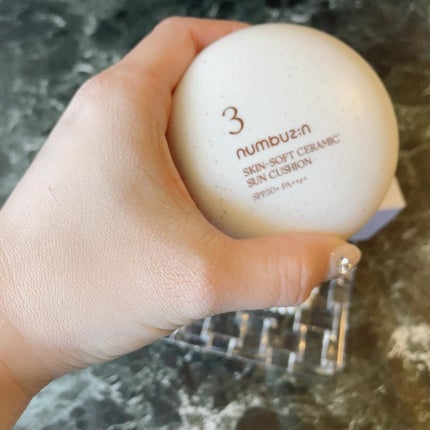 3
numbuz:n
SKIN-SOFT CERAMIC
SUN CUSHION
SPF50+ PA++++